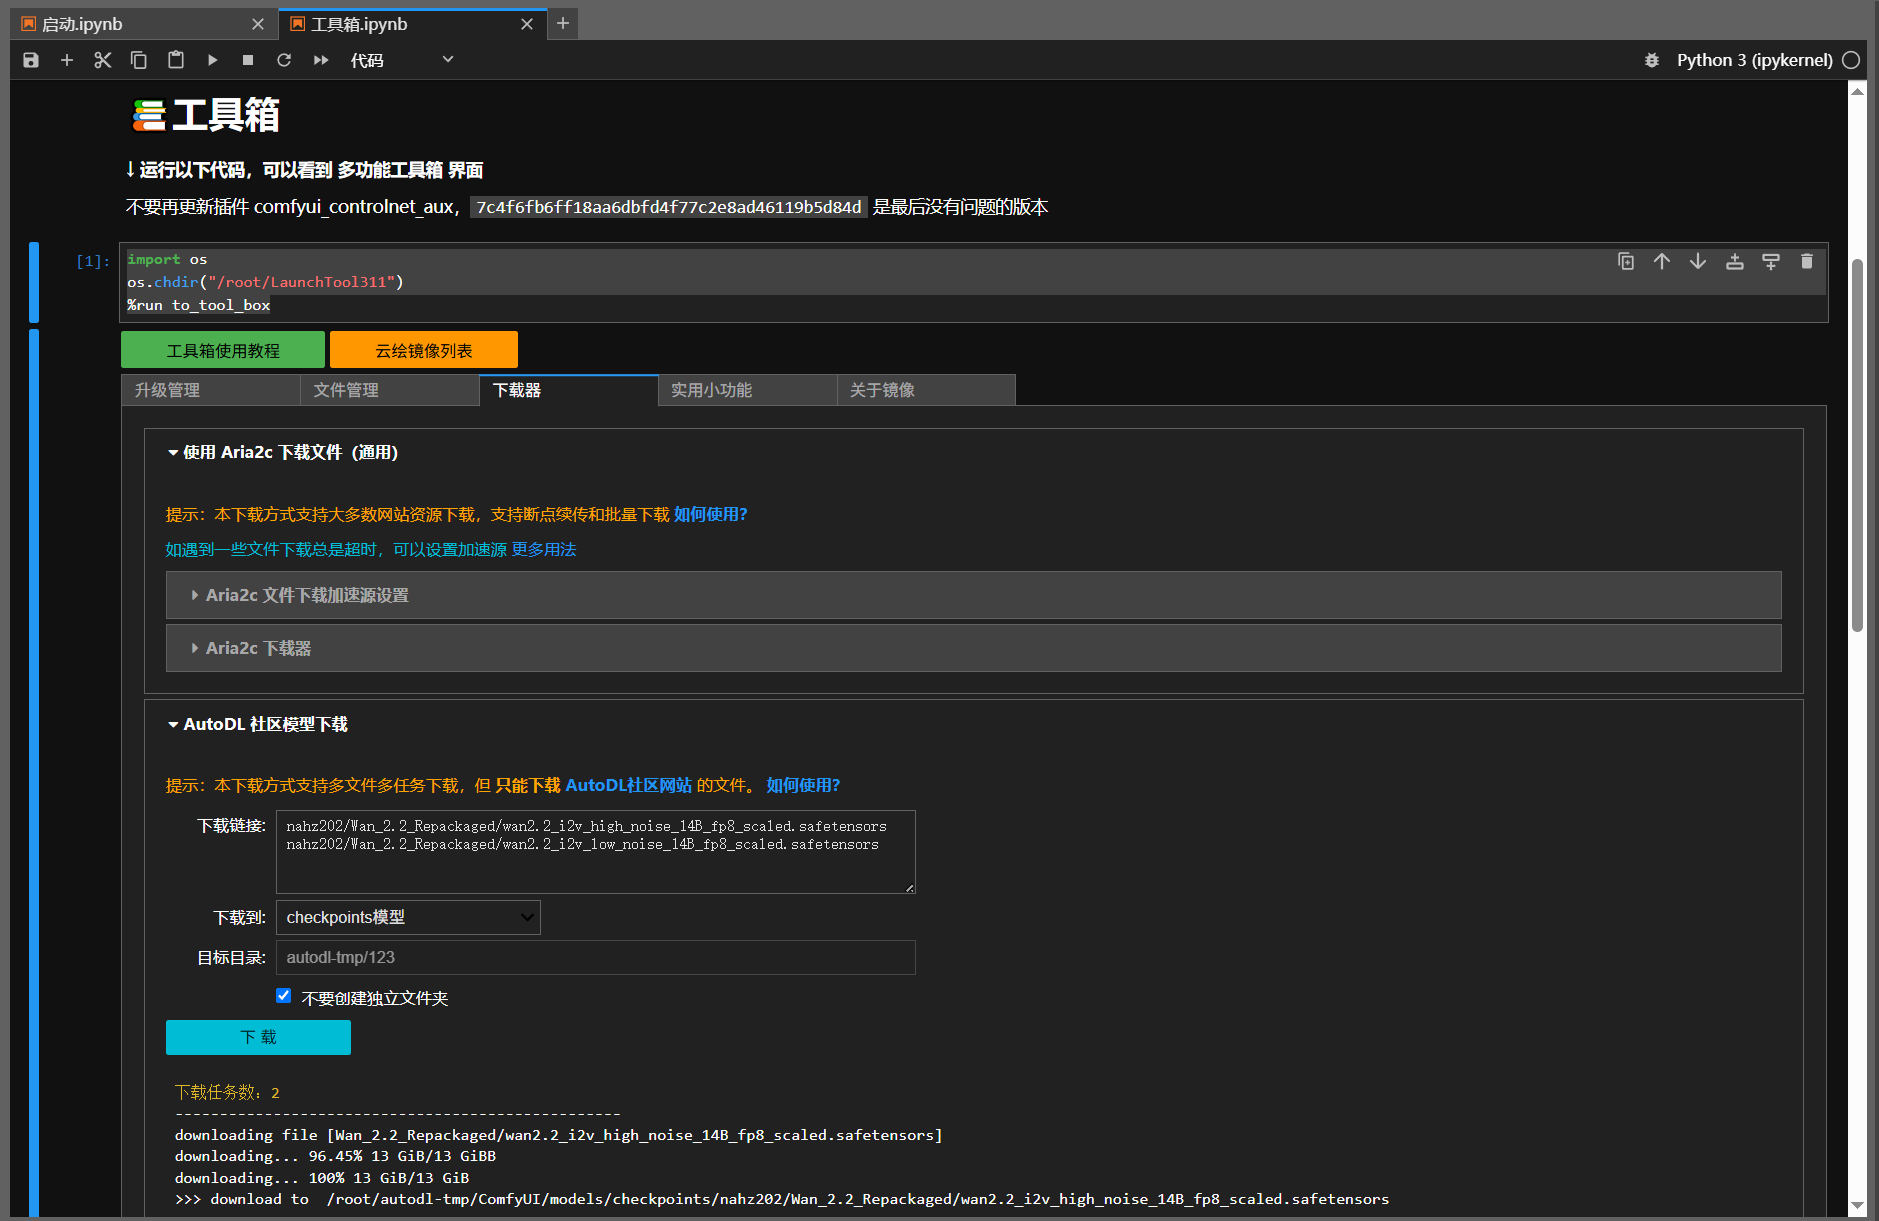 启动.ipynb
工具箱.ipynb
代码
Python 3 (ipykernel)
工具箱
↓ 运行以下代码，可以看到 多功能工具箱 界面
不要再更新插件 comfyui_controlnet_aux， 7c4f6fb6ff18aa6dbfd4f77c2e8ad46119b5d84d 是最后没有问题的版本
[1]:
import os
os.chdir("/root/LaunchTool311")
%run to_tool_box
工具箱使用教程
云绘镜像列表
升级管理
文件管理
下载器
实用小功能
关于镜像
使用 Aria2c 下载文件（通用）
提示：本下载方式支持大多数网站资源下载，支持断点续传和批量下载 如何使用?
如遇到一些文件下载总是超时，可以设置加速源 更多用法
Aria2c 文件下载加速源设置
Aria2c 下载器
AutoDL 社区模型下载
提示：本下载方式支持多文件多任务下载，但 只能下载 AutoDL社区网站 的文件。 如何使用?
下载链接:
nahz202/Wan_2.2_Repackaged/wan2.2_i2v_high_noise_14B_fp8_scaled.safetensors
nahz202/Wan_2.2_Repackaged/wan2.2_i2v_low_noise_14B_fp8_scaled.safetensors
下载到:
checkpoints模型
目标目录:
autodl-tmp/123
不要创建独立文件夹
下 载
下载任务数：2
--------------------------------------------------
downloading file [Wan_2.2_Repackaged/wan2.2_i2v_high_noise_14B_fp8_scaled.safetensors]
downloading... 96.45% 13 GiB/13 GiBB
downloading... 100% 13 GiB/13 GiB
>>> download to  /root/autodl-tmp/ComfyUI/models/checkpoints/nahz202/Wan_2.2_Repackaged/wan2.2_i2v_high_noise_14B_fp8_scaled.safetensors